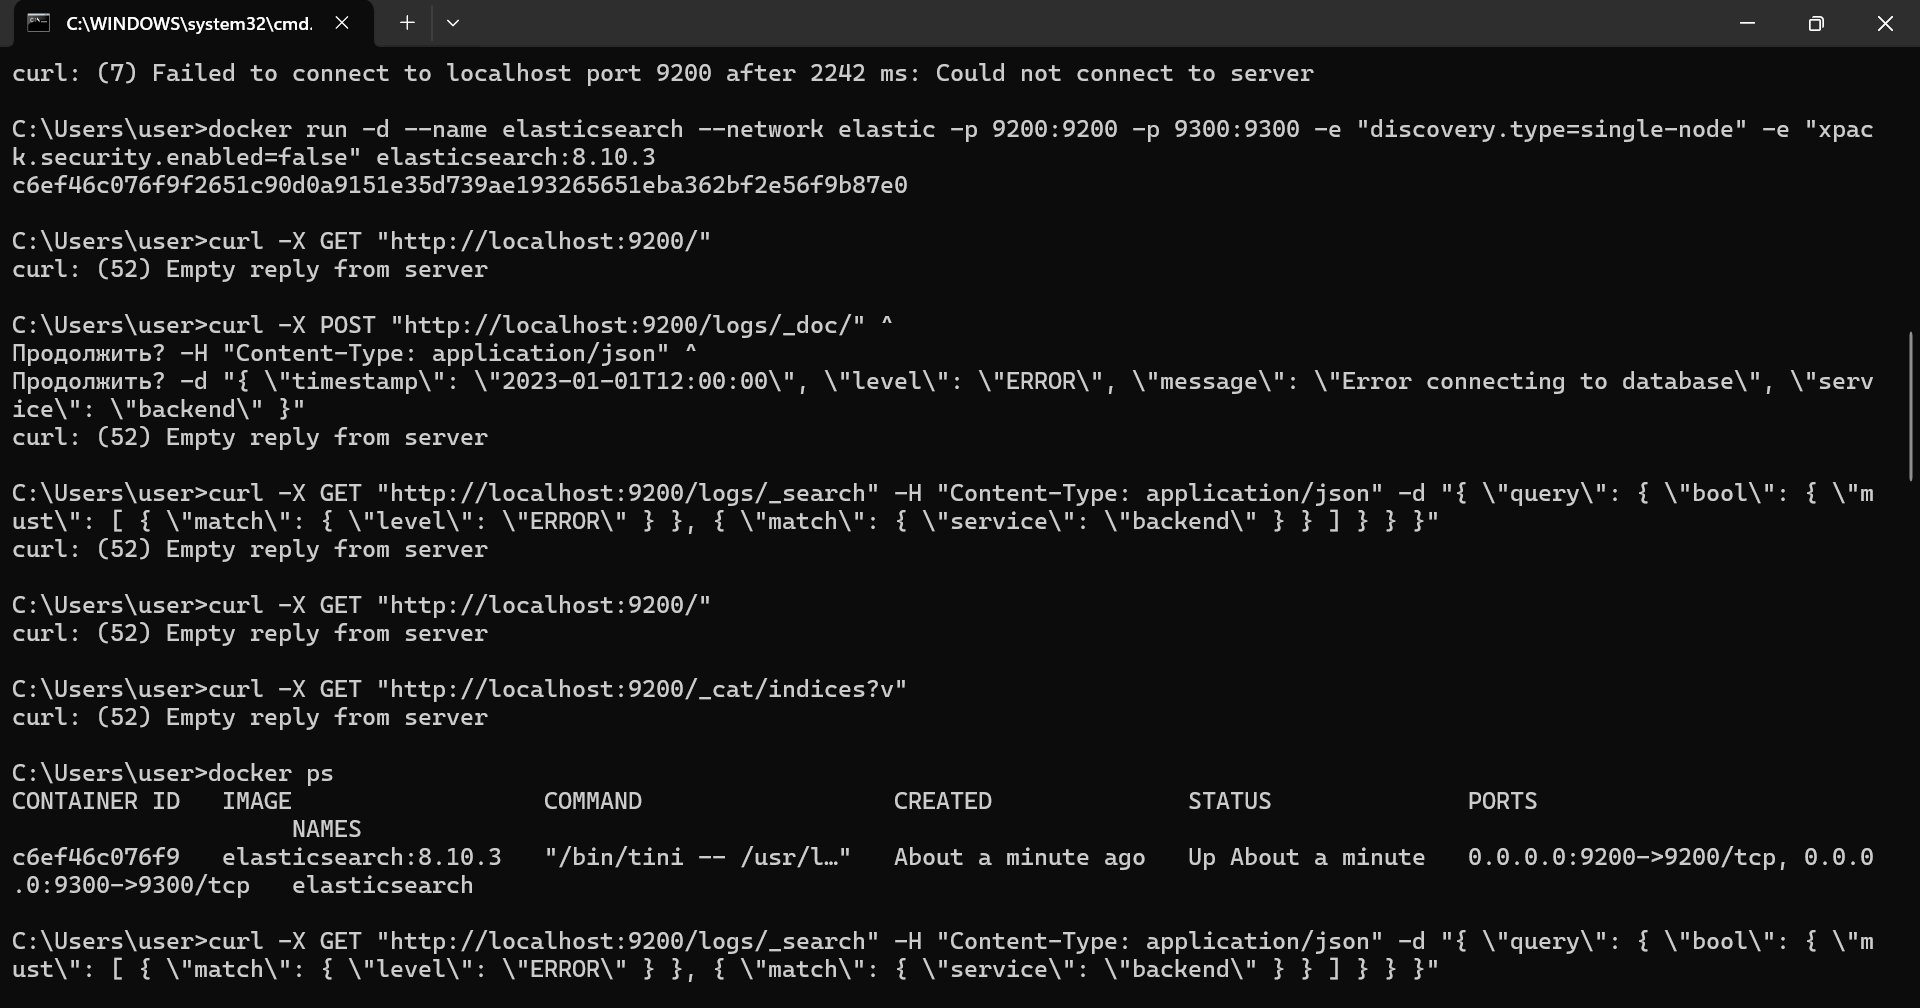 C:\WINDOWS\system32\cmd.
curl: (7) Failed to connect to localhost port 9200 after 2242 ms: Could not connect to server
C:\Users\user>docker run -d --name elasticsearch --network elastic -p 9200:9200 -p 9300:9300 -e "discovery.type=single-node" -e "xpac
k.security.enabled=false" elasticsearch:8.10.3
c6ef46c076f9f2651c90d0a9151e35d739ae193265651eba362bf2e56f9b87e0
C:\Users\user>curl -X GET "http://localhost:9200/"
curl: (52) Empty reply from server
C:\Users\user>curl -X POST "http://localhost:9200/logs/_doc/" ^
Продолжить? -H "Content-Type: application/json" ^
Продолжить? -d "{ \"timestamp\": \"2023-01-01T12:00:00\", \"level\": \"ERROR\", \"message\": \"Error connecting to database\", \"serv
ice\": \"backend\" }"
curl: (52) Empty reply from server
C:\Users\user>curl -X GET "http://localhost:9200/logs/_search" -H "Content-Type: application/json" -d "{ \"query\": { \"bool\": { \"m
ust\": [ { \"match\": { \"level\": \"ERROR\" } }, { \"match\": { \"service\": \"backend\" } } ] } } }"
curl: (52) Empty reply from server
C:\Users\user>curl -X GET "http://localhost:9200/"
curl: (52) Empty reply from server
C:\Users\user>curl -X GET "http://localhost:9200/_cat/indices?v"
curl: (52) Empty reply from server
C:\Users\user>docker ps
CONTAINER ID   IMAGE                  COMMAND                  CREATED              STATUS              PORTS
                    NAMES
c6ef46c076f9   elasticsearch:8.10.3   "/bin/tini -- /usr/l…"   About a minute ago   Up About a minute   0.0.0.0:9200->9200/tcp, 0.0.0
.0:9300->9300/tcp   elasticsearch
C:\Users\user>curl -X GET "http://localhost:9200/logs/_search" -H "Content-Type: application/json" -d "{ \"query\": { \"bool\": { \"m
ust\": [ { \"match\": { \"level\": \"ERROR\" } }, { \"match\": { \"service\": \"backend\" } } ] } } }"